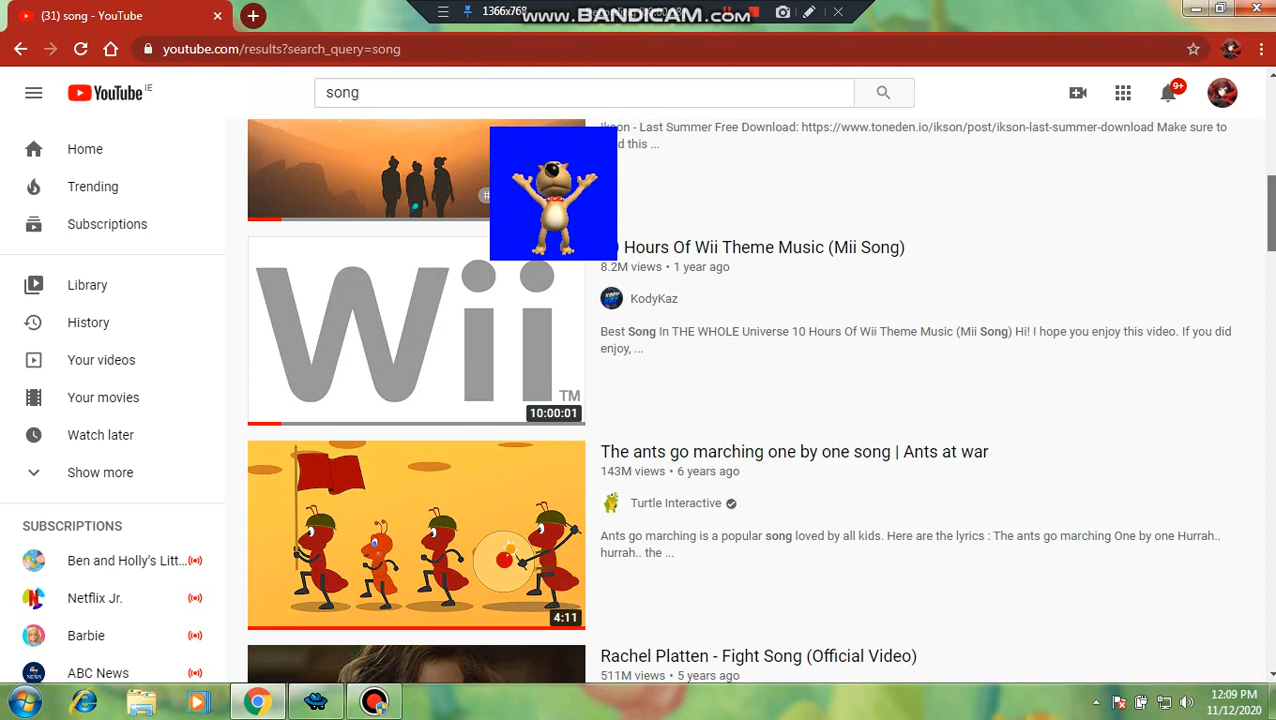 (31) song - YouTube
1366x768
www.BANDICAM.com
youtube.com/results?search_query=song
YouTube IE
song
9+
Home
Trending
Subscriptions
Library
History
Your videos
Your movies
Watch later
Show more
SUBSCRIPTIONS
Ben and Holly's Litt...
Netflix Jr.
Barbie
ABC News
Ikson - Last Summer Free Download: https://www.toneden.io/ikson/post/ikson-last-summer-download Make sure to
this ...
Hours Of Wii Theme Music (Mii Song)
8.2M views • 1 year ago
KodyKaz
Best Song In THE WHOLE Universe 10 Hours Of Wii Theme Music (Mii Song) Hi! I hope you enjoy this video. If you did
enjoy, ...
Wii
TM
10:00:01
The ants go marching one by one song | Ants at war
143M views • 6 years ago
Turtle Interactive
Ants go marching is a popular song loved by all kids. Here are the lyrics : The ants go marching One by one Hurrah..
hurrah.. the ...
4:11
Rachel Platten - Fight Song (Official Video)
511M views • 5 years ago
12:09 PM
11/12/2020